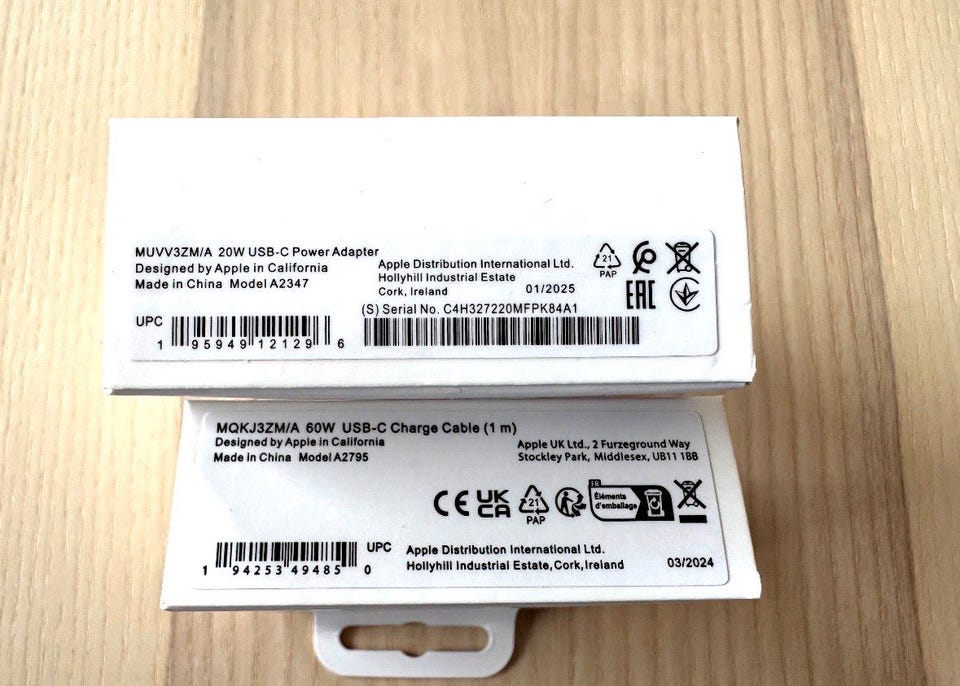 MUVV3ZM/A 20W USB-C Power Adapter
Designed by Apple in California
Made in China Model A2347
Apple Distribution International Ltd.
Hollyhill Industrial Estate
Cork, Ireland 01/2025
(S) Serial No. C4H327220MFPK84A1
UPC
1 95949 12129 6
21
PAP
EAC
MQKJ3ZM/A 60W USB-C Charge Cable (1 m)
Designed by Apple in California
Made in China Model A2795
Apple UK Ltd., 2 Furzeground Way
Stockley Park, Middlesex, UB11 1BB
CE UK CA
21
PAP
FR
Éléments
d'emballage
1 94253 49485 0
UPC
Apple Distribution International Ltd.
Hollyhill Industrial Estate, Cork, Ireland
03/2024